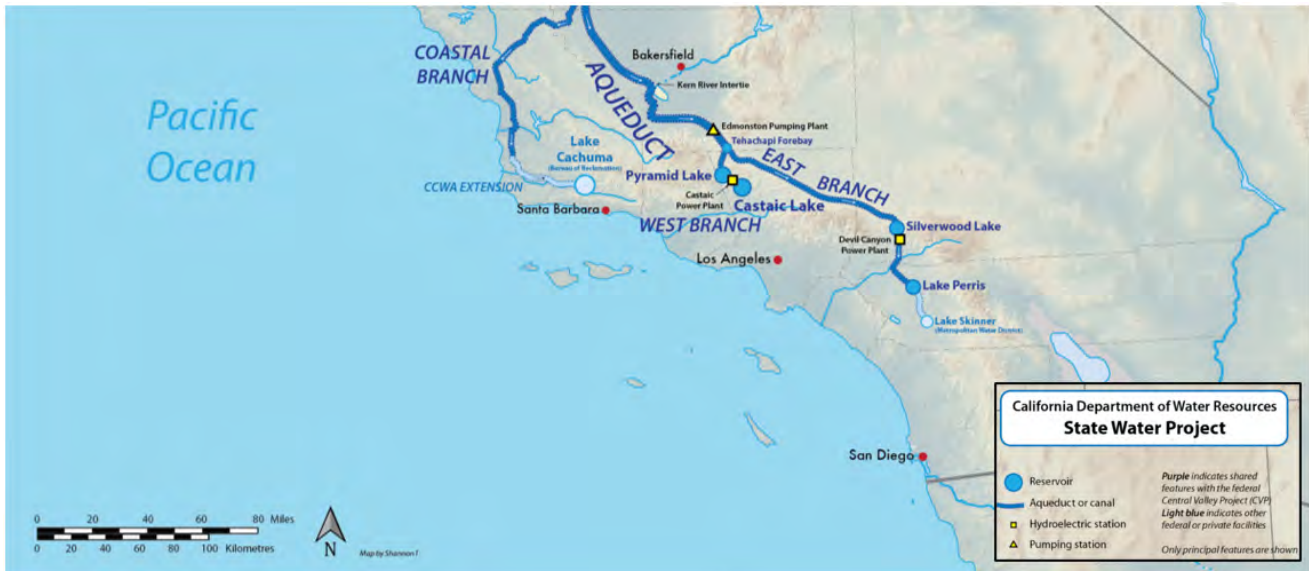 COASTAL
BRANCH
Bakersfield
Kern River Intertie
AQUEDUCT
Pacific
Ocean
Edmonston Pumping Plant
Tehachapi Forebay
Lake
Cachuma
(Bureau of Reclamation)
EAST BRANCH
Pyramid Lake
CCWA EXTENSION
Castaic
Power Plant
Castaic Lake
Santa Barbara
WEST BRANCH
Silverwood Lake
Devil Canyon
Power Plant
Los Angeles
Lake Perris
Lake Skinner
(Metropolitan Water District)
San Diego
California Department of Water Resources
State Water Project
Reservoir
Aqueduct or canal
Hydroelectric station
Pumping station
Purple indicates shared
features with the federal
Central Valley Project (CVP)
Light blue indicates other
federal or private facilities
Only principal features are shown
0 20 40 60 80 Miles
0 20 40 60 80 100 Kilometres
N
Map by Shannon1